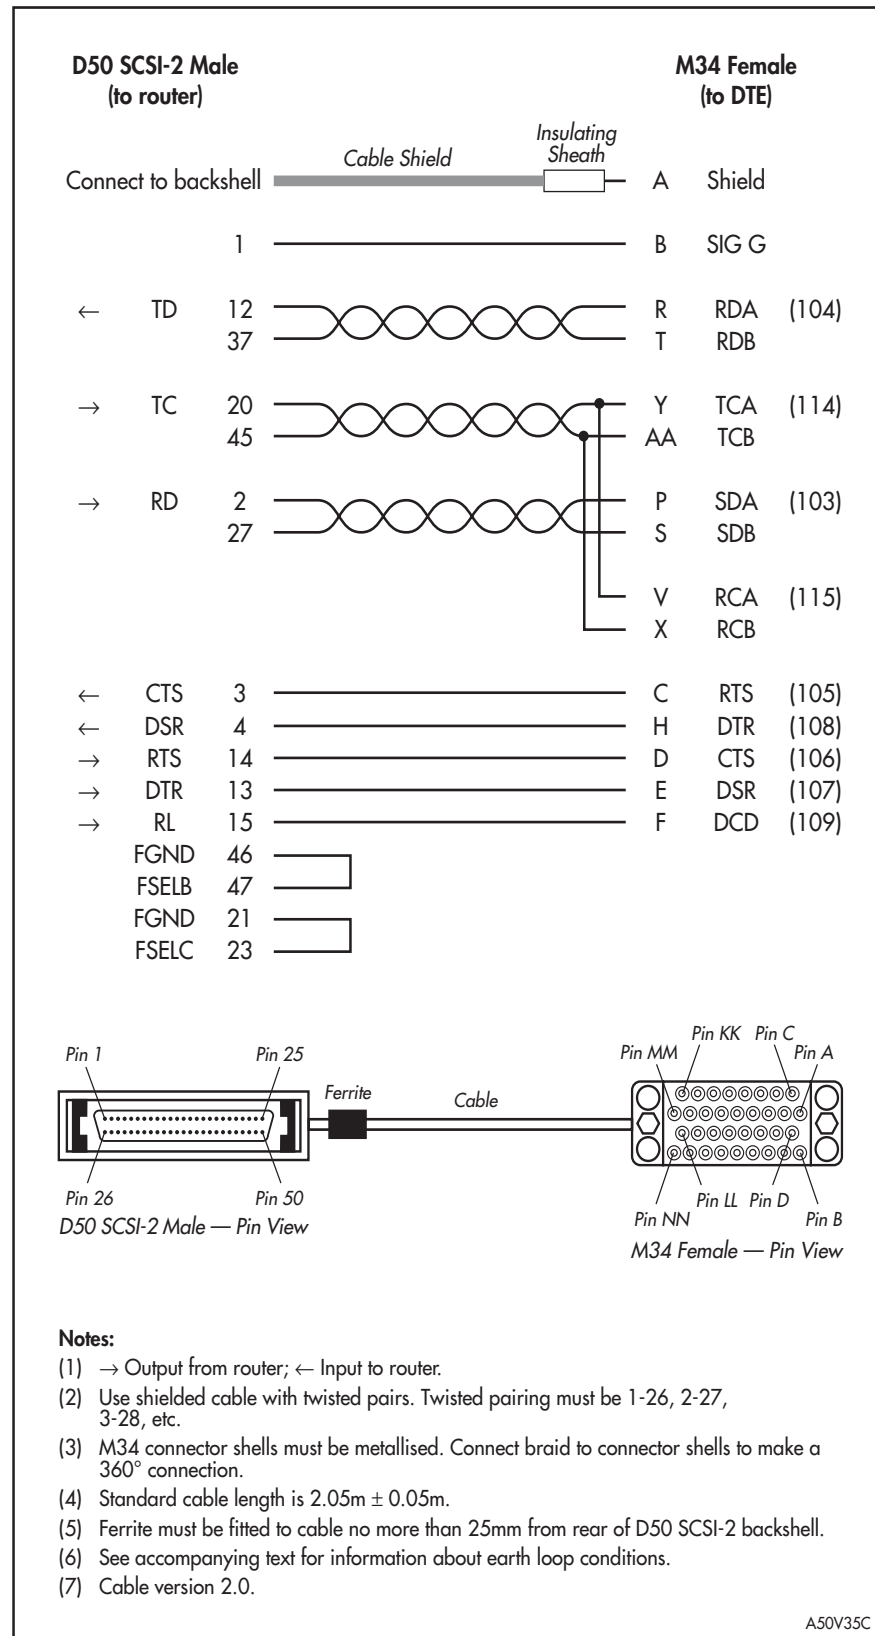 D50 SCSI-2 Male
(to router)
M34 Female
(to DTE)
Connect to backshell Cable Shield Insulating Sheath A Shield
1 B SIG G
← TD 12 R RDA (104)
37 T RDB
→ TC 20 Y TCA (114)
45 AA TCB
→ RD 2 P SDA (103)
27 S SDB
V RCA (115)
X RCB
← CTS 3 C RTS (105)
← DSR 4 H DTR (108)
→ RTS 14 D CTS (106)
→ DTR 13 E DSR (107)
→ RL 15 F DCD (109)
FGND 46
FSELB 47
FGND 21
FSELC 23
Pin 1 Pin 25
Ferrite
Cable
Pin 26 Pin 50
D50 SCSI-2 Male — Pin View
Pin KK Pin C
Pin MM Pin A
Pin LL Pin D
Pin NN Pin B
M34 Female — Pin View
Notes:
(1) → Output from router; ← Input to router.
(2) Use shielded cable with twisted pairs. Twisted pairing must be 1-26, 2-27,
3-28, etc.
(3) M34 connector shells must be metallised. Connect braid to connector shells to make a
360° connection.
(4) Standard cable length is 2.05m ± 0.05m.
(5) Ferrite must be fitted to cable no more than 25mm from rear of D50 SCSI-2 backshell.
(6) See accompanying text for information about earth loop conditions.
(7) Cable version 2.0.
A50V35C